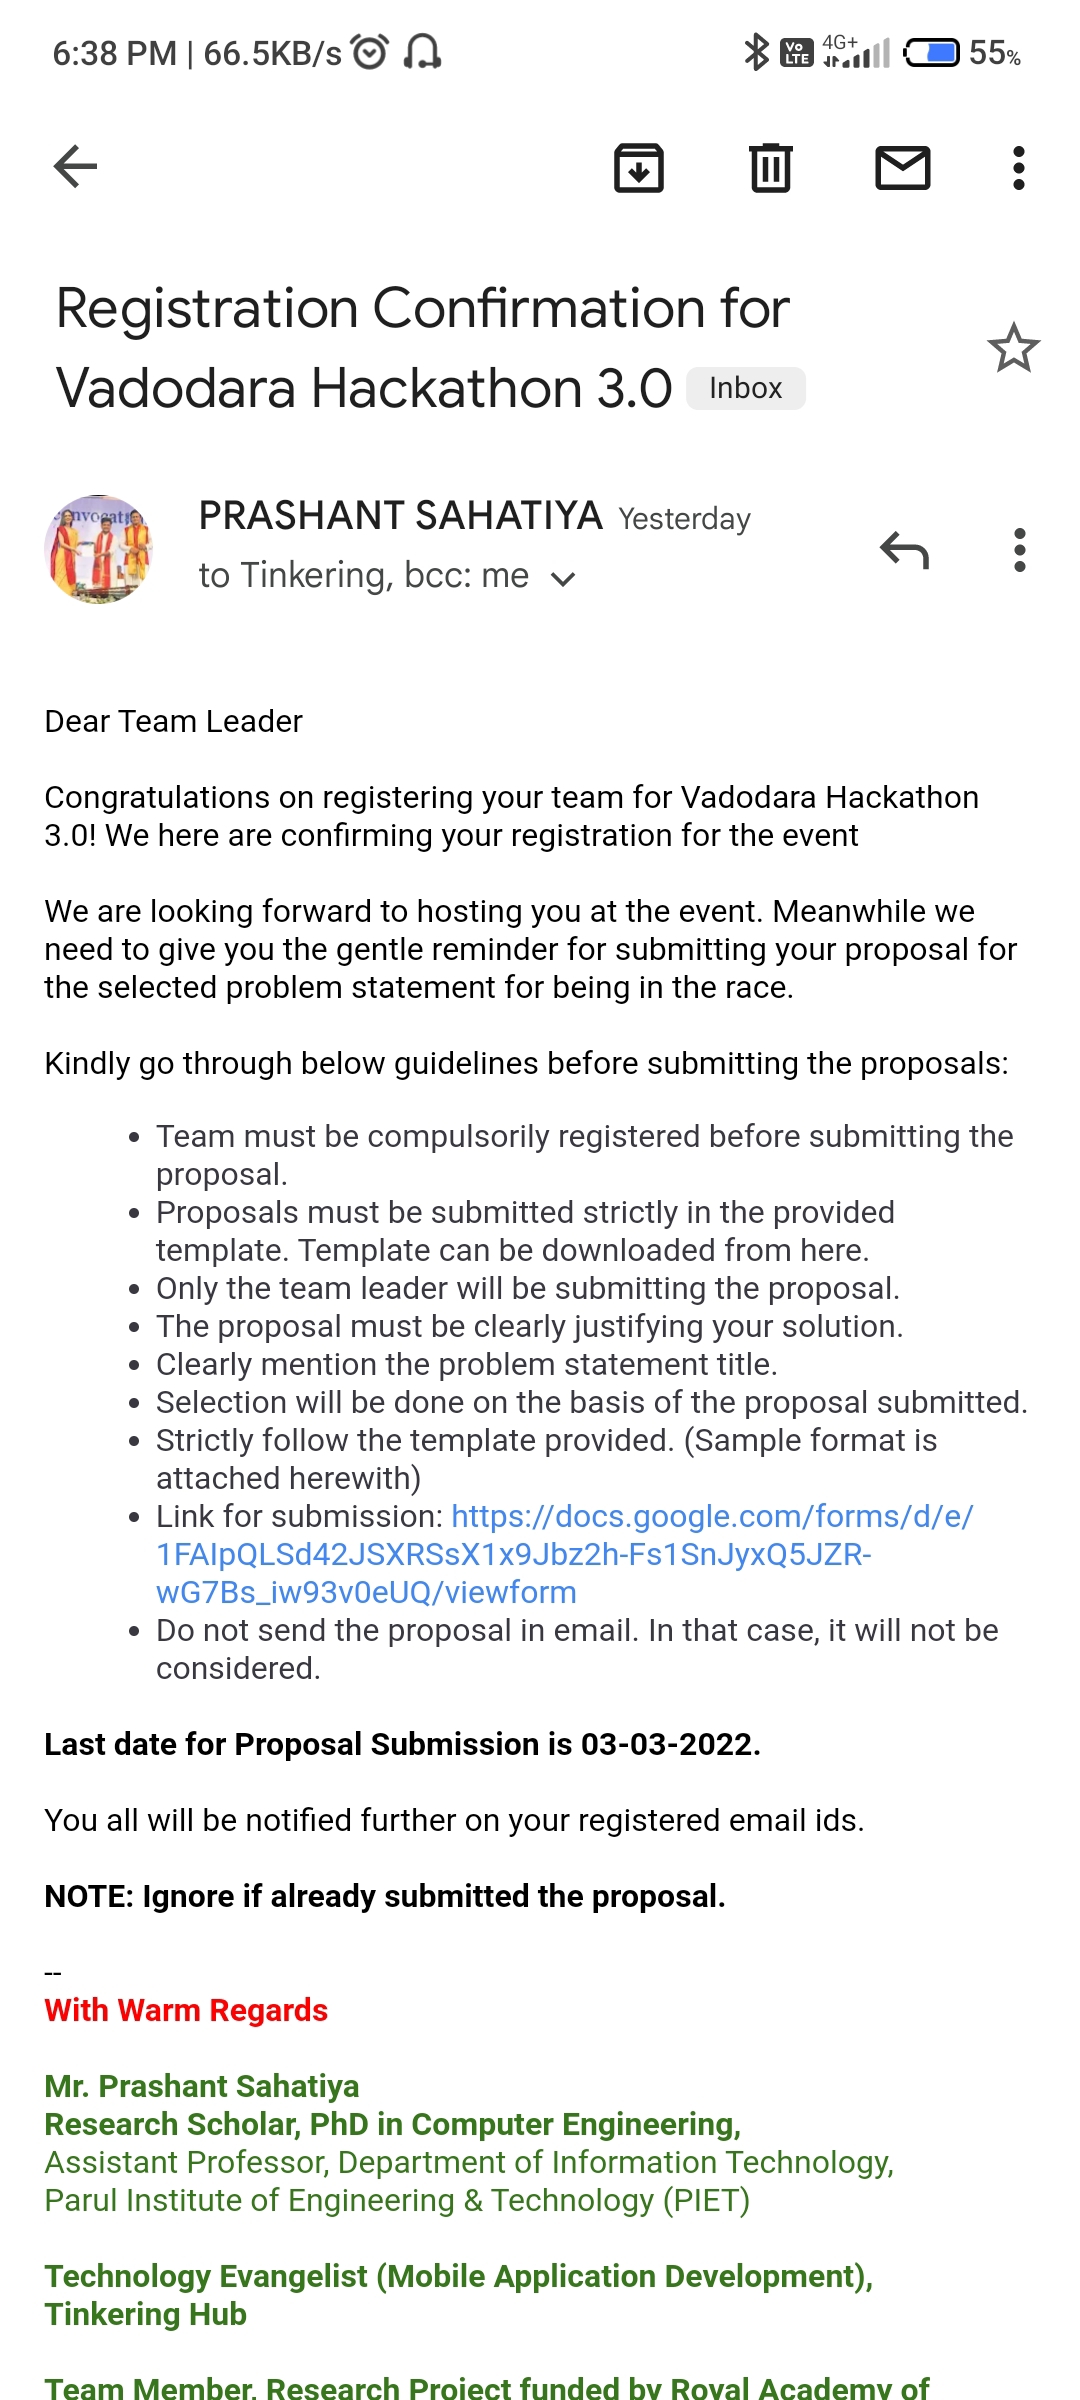 6:38 PM | 66.5KB/s
Vo LTE 4G+ 55%
Registration Confirmation for
Vadodara Hackathon 3.0 Inbox
nvocati
PRASHANT SAHATIYA Yesterday
to Tinkering, bcc: me
Dear Team Leader
Congratulations on registering your team for Vadodara Hackathon
3.0! We here are confirming your registration for the event
We are looking forward to hosting you at the event. Meanwhile we
need to give you the gentle reminder for submitting your proposal for
the selected problem statement for being in the race.
Kindly go through below guidelines before submitting the proposals:
• Team must be compulsorily registered before submitting the
proposal.
• Proposals must be submitted strictly in the provided
template. Template can be downloaded from here.
• Only the team leader will be submitting the proposal.
• The proposal must be clearly justifying your solution.
• Clearly mention the problem statement title.
• Selection will be done on the basis of the proposal submitted.
• Strictly follow the template provided. (Sample format is
attached herewith)
• Link for submission: https://docs.google.com/forms/d/e/
1FAIpQLSd42JSXRSsX1x9Jbz2h-Fs1SnJyxQ5JZR-
wG7Bs_iw93v0eUQ/viewform
• Do not send the proposal in email. In that case, it will not be
considered.
Last date for Proposal Submission is 03-03-2022.
You all will be notified further on your registered email ids.
NOTE: Ignore if already submitted the proposal.
--
With Warm Regards
Mr. Prashant Sahatiya
Research Scholar, PhD in Computer Engineering,
Assistant Professor, Department of Information Technology,
Parul Institute of Engineering & Technology (PIET)
Technology Evangelist (Mobile Application Development),
Tinkering Hub
Team Member, Research Project funded by Royal Academy of